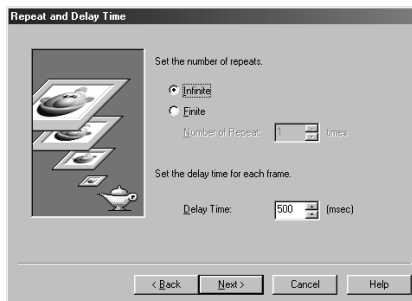 Repeat and Delay Time
Set the number of repeats.
Infinite
Finite
Number of Repeat: 1 times
Set the delay time for each frame.
Delay Time: 500 (msec)
< Back Next > Cancel Help